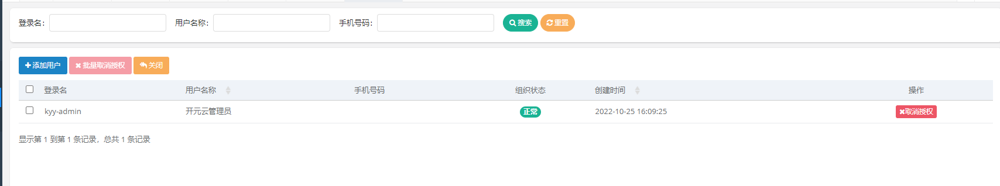 登录名： 用户名称： 手机号码： 搜索 重置
添加用户 批量取消授权 关闭
登录名 用户名称 手机号码 组织状态 创建时间 操作
kyy-admin 开元云管理员 正常 2022-10-25 16:09:25 取消授权
显示第 1 到第 1 条记录，总共 1 条记录